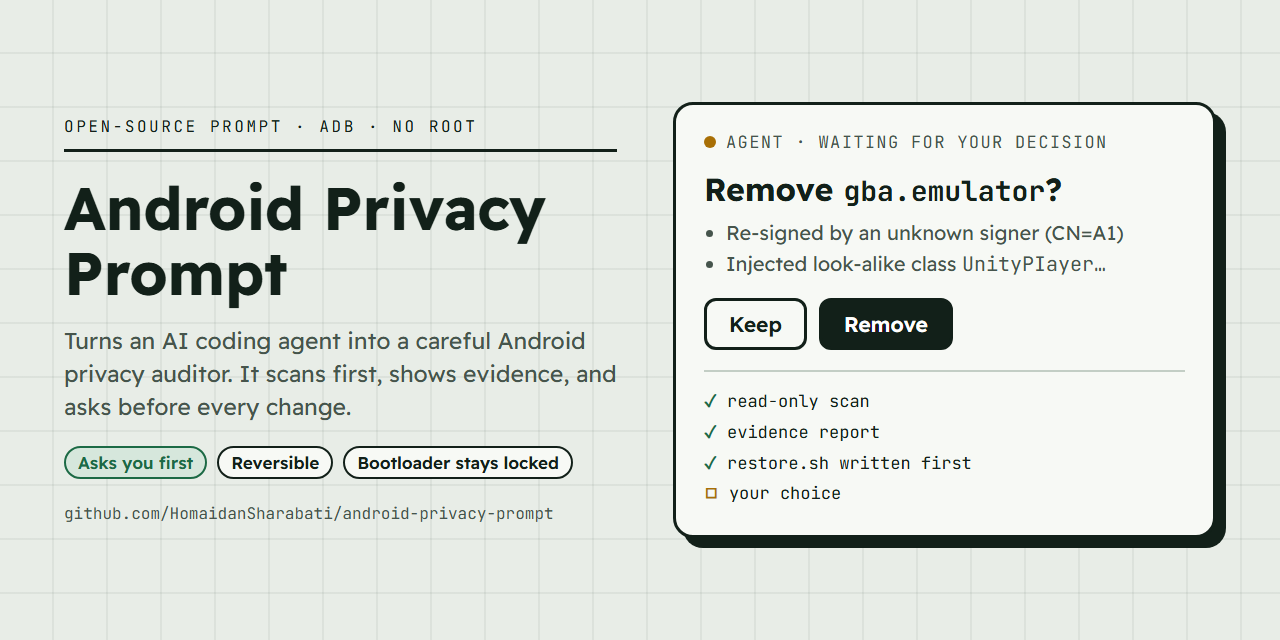 OPEN-SOURCE PROMPT · ADB · NO ROOT
Android Privacy
Prompt
Turns an AI coding agent into a careful Android
privacy auditor. It scans first, shows evidence, and
asks before every change.
Asks you first
Reversible
Bootloader stays locked
github.com/HomaidanSharabati/android-privacy-prompt
AGENT · WAITING FOR YOUR DECISION
Remove gba.emulator?
• Re-signed by an unknown signer (CN=A1)
• Injected look-alike class UnityPIayer…
Keep
Remove
✓ read-only scan
✓ evidence report
✓ restore.sh written first
□ your choice